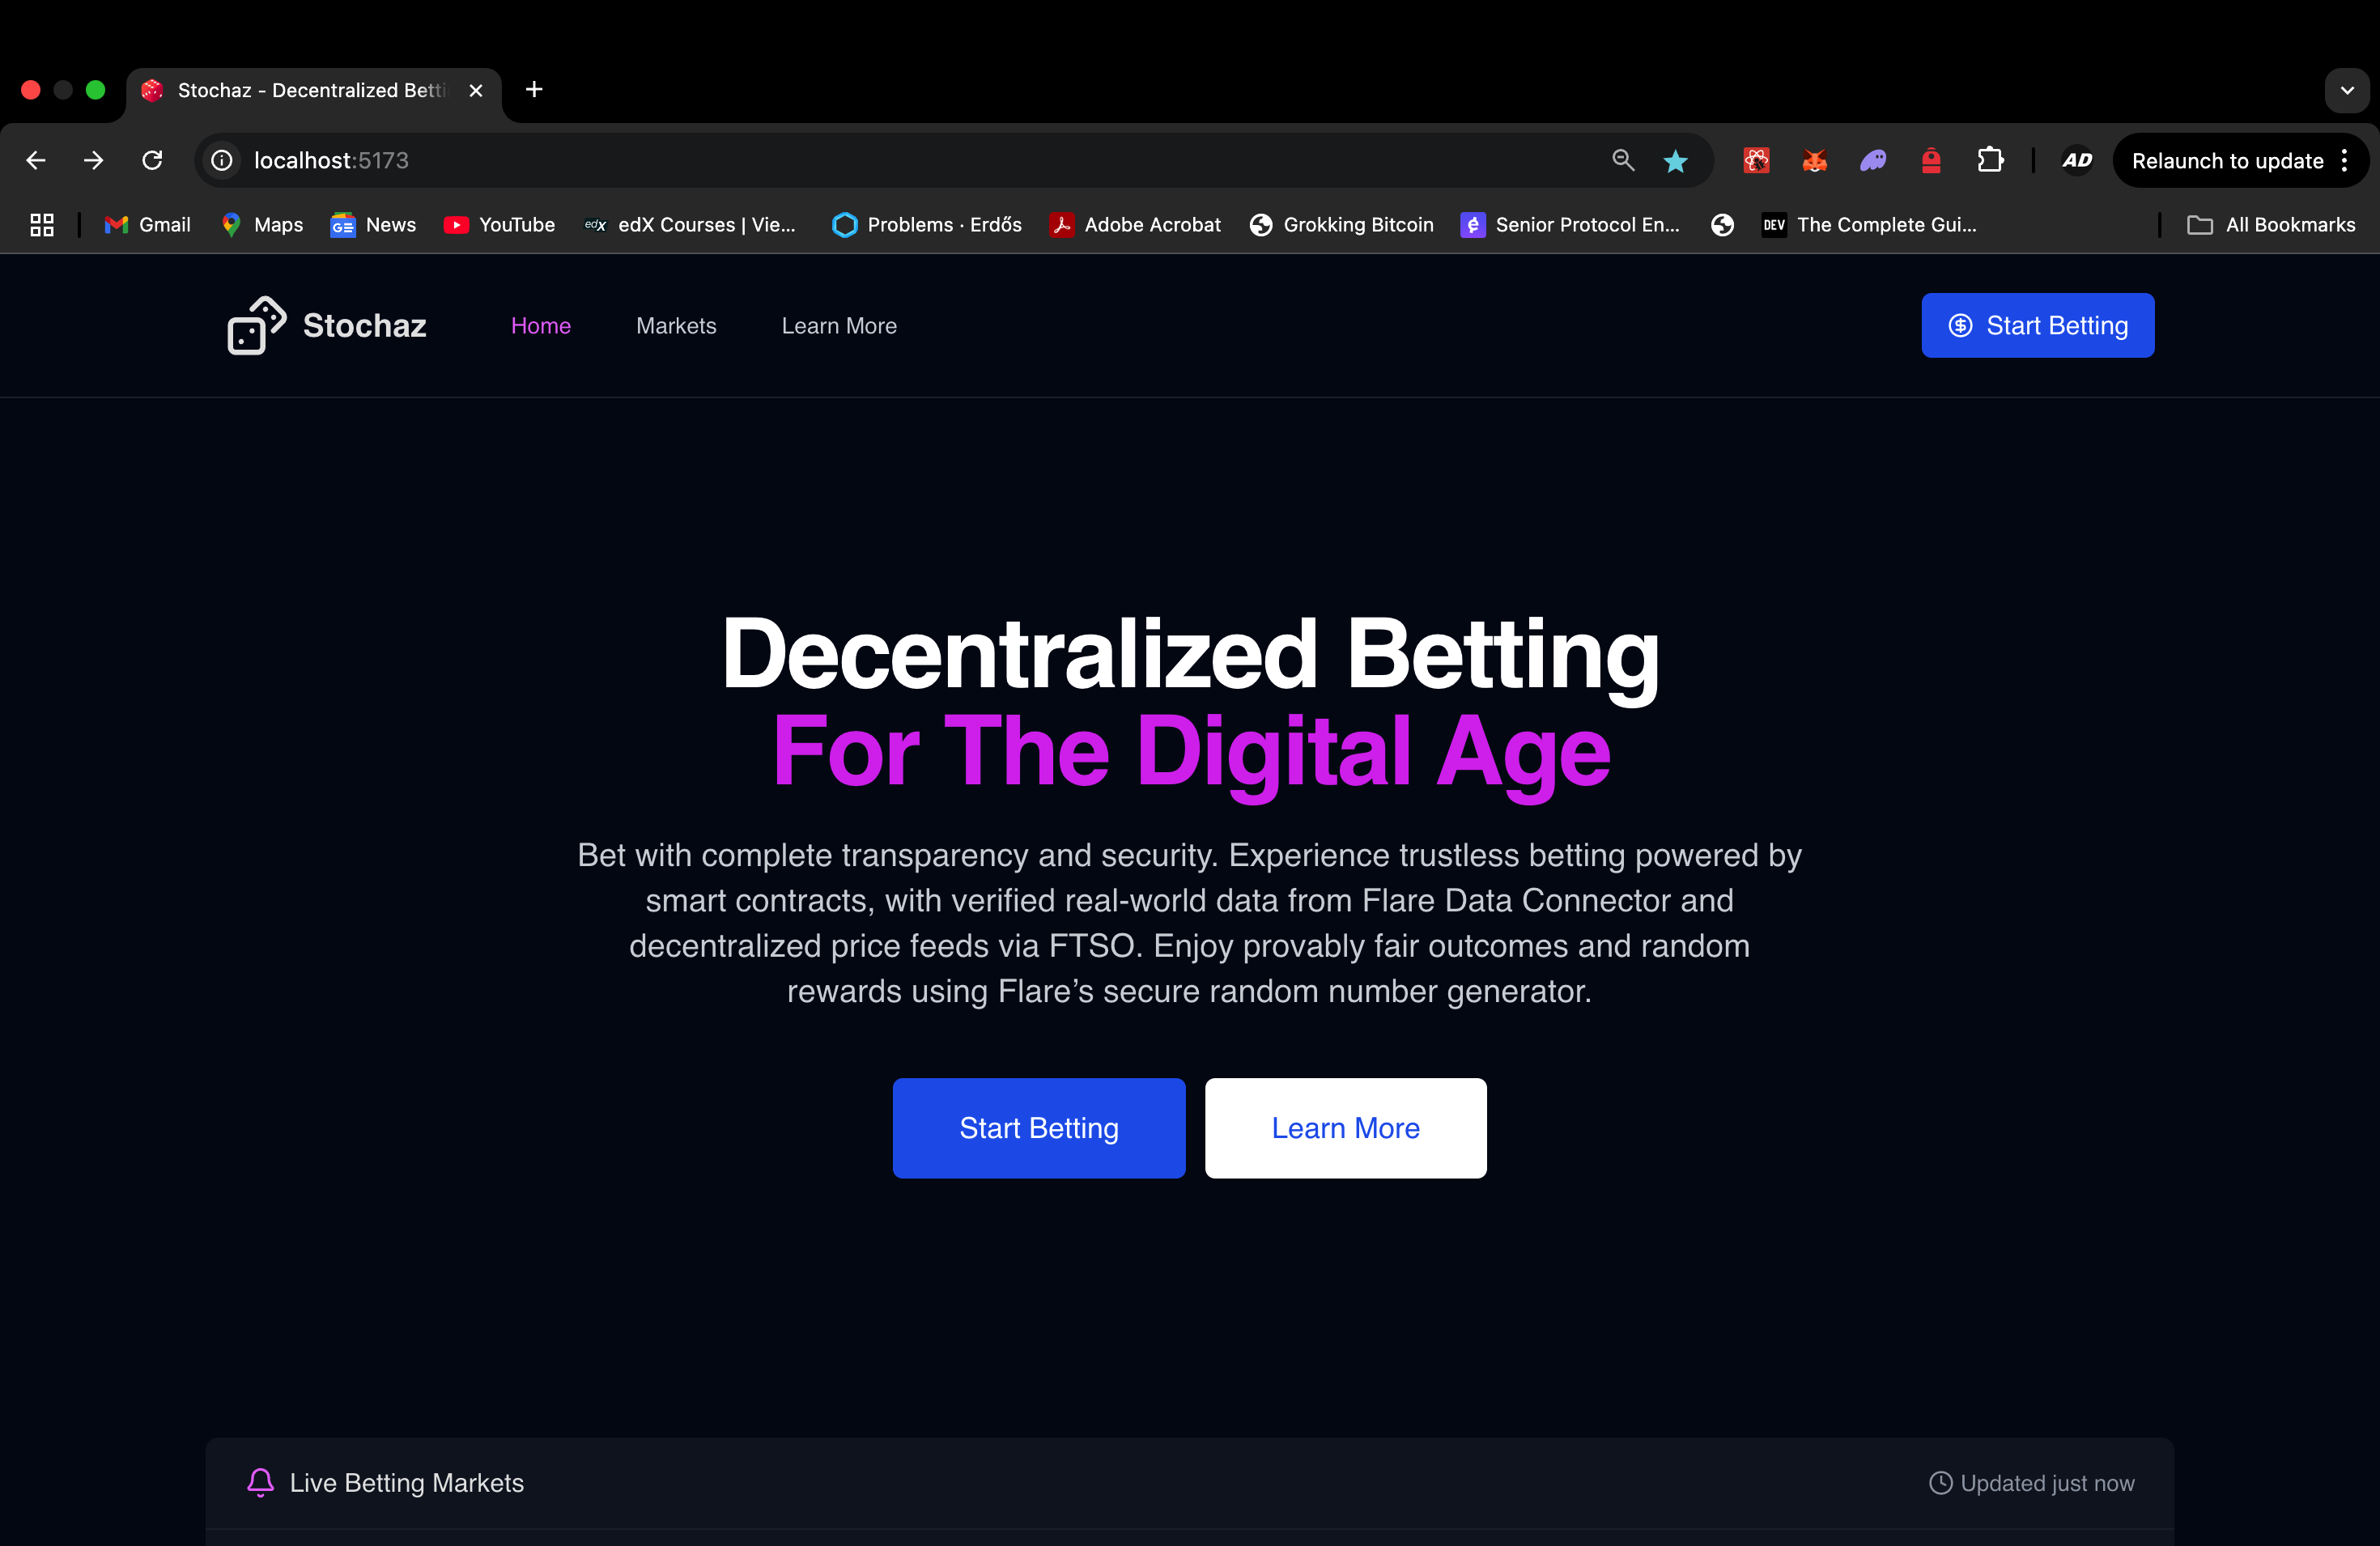 Stochaz - Decentralized Betti
localhost:5173
AD
Relaunch to update
Gmail
Maps
News
YouTube
edX
edX Courses | Vie...
Problems · Erdős
Adobe Acrobat
Grokking Bitcoin
Senior Protocol En...
DEV
The Complete Gui...
All Bookmarks
Stochaz
Home
Markets
Learn More
Start Betting
Decentralized Betting
For The Digital Age
Bet with complete transparency and security. Experience trustless betting powered by
smart contracts, with verified real-world data from Flare Data Connector and
decentralized price feeds via FTSO. Enjoy provably fair outcomes and random
rewards using Flare’s secure random number generator.
Start Betting
Learn More
Live Betting Markets
Updated just now